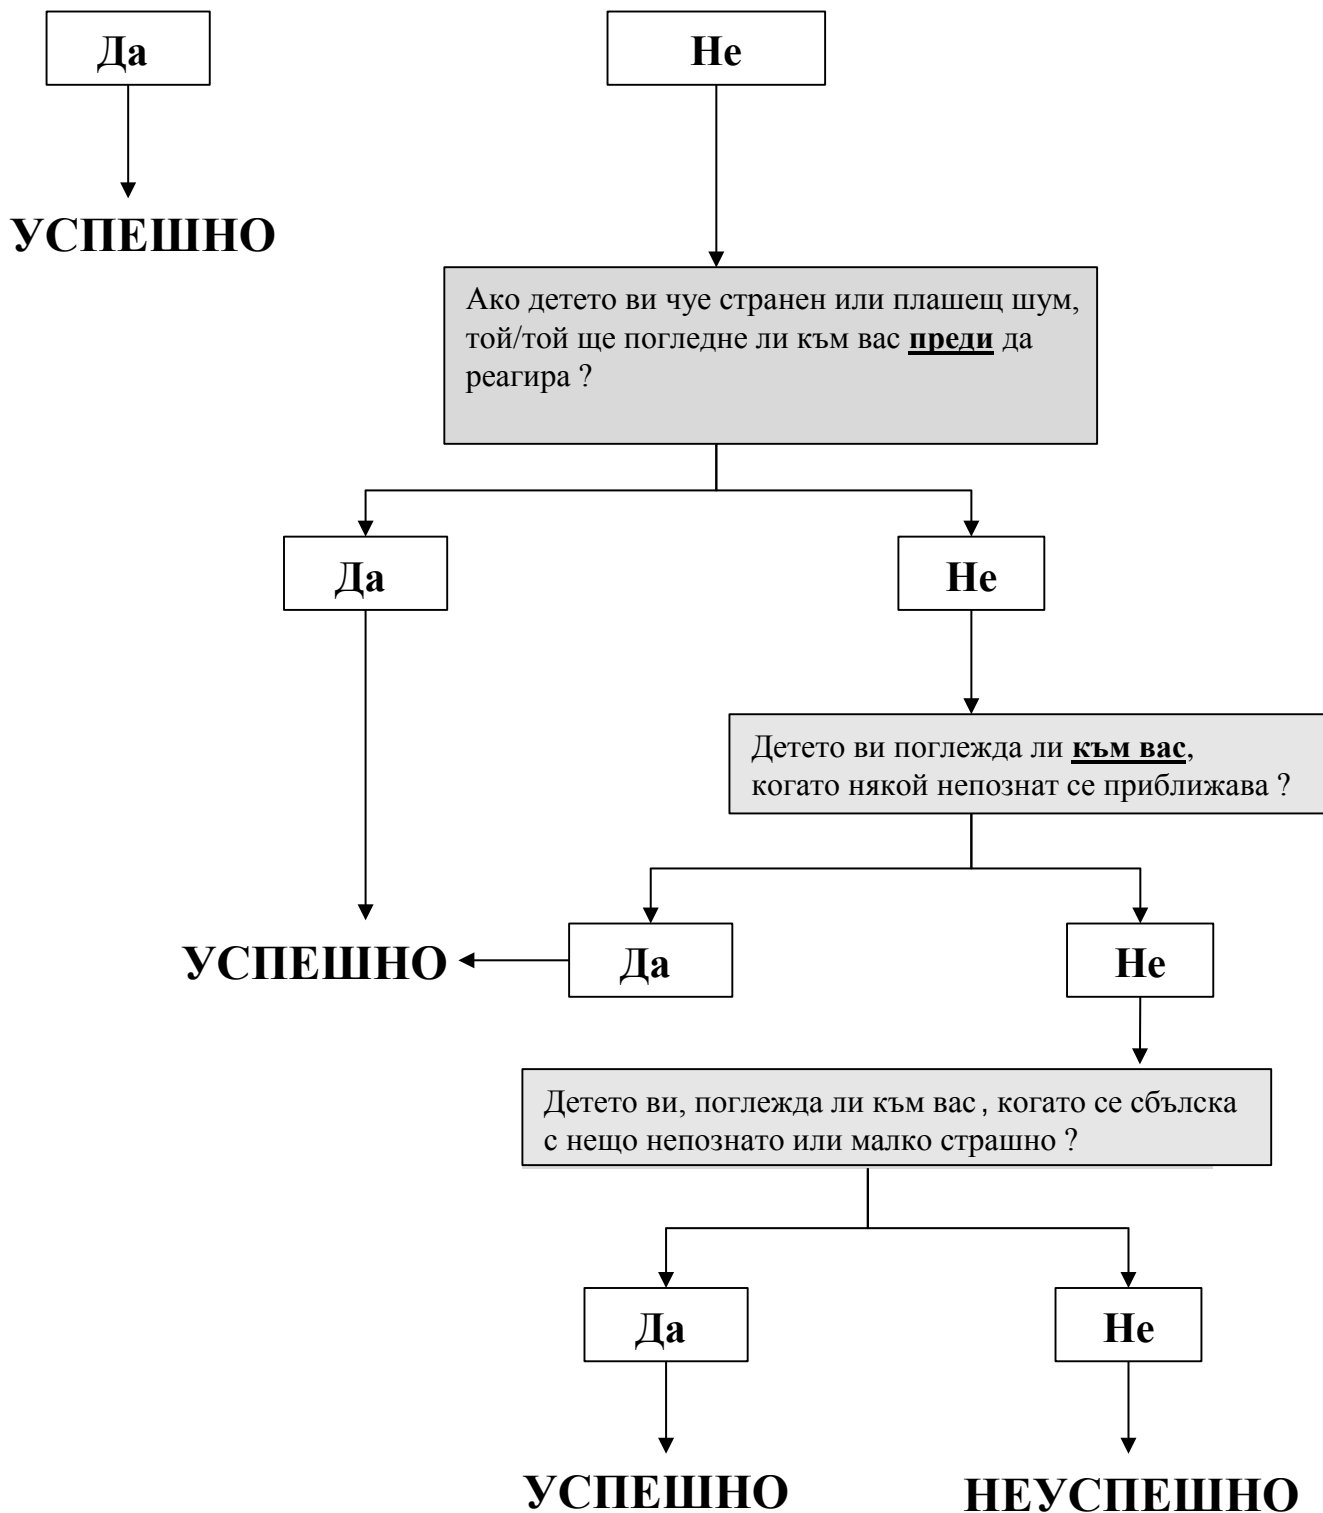 Да
Не
УСПЕШНО
Ако детето ви чуе странен или плашещ шум,
той/той ще погледне ли към вас преди да
реагира ?
Да
Не
Детето ви поглежда ли към вас,
когато някой непознат се приближава ?
УСПЕШНО
Да
Не
Детето ви, поглежда ли към вас , когато се сбълска
с нещо непознато или малко страшно ?
Да
Не
УСПЕШНО
НЕУСПЕШНО